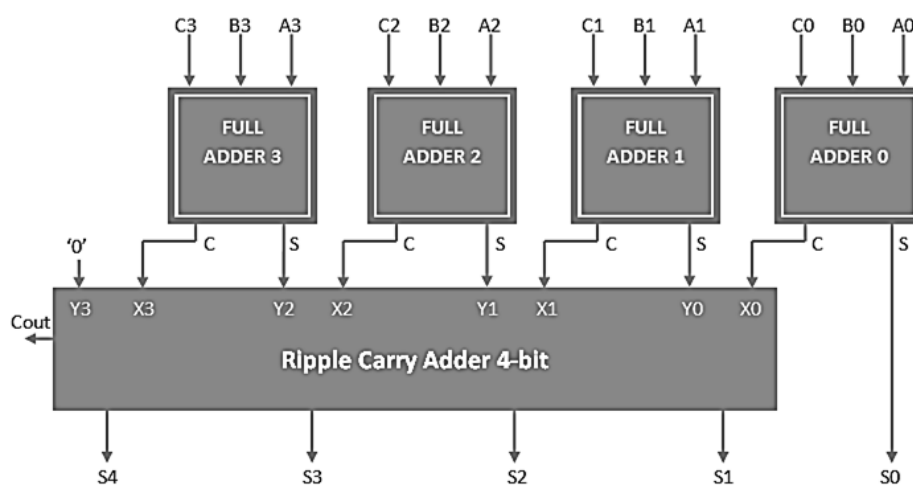 C3 B3 A3 C2 B2 A2 C1 B1 A1 C0 B0 A0
FULL ADDER 3
FULL ADDER 2
FULL ADDER 1
FULL ADDER 0
'0' C S C S C S C S
Y3 X3 Y2 X2 Y1 X1 Y0 X0
Cout
Ripple Carry Adder 4-bit
S4 S3 S2 S1 S0